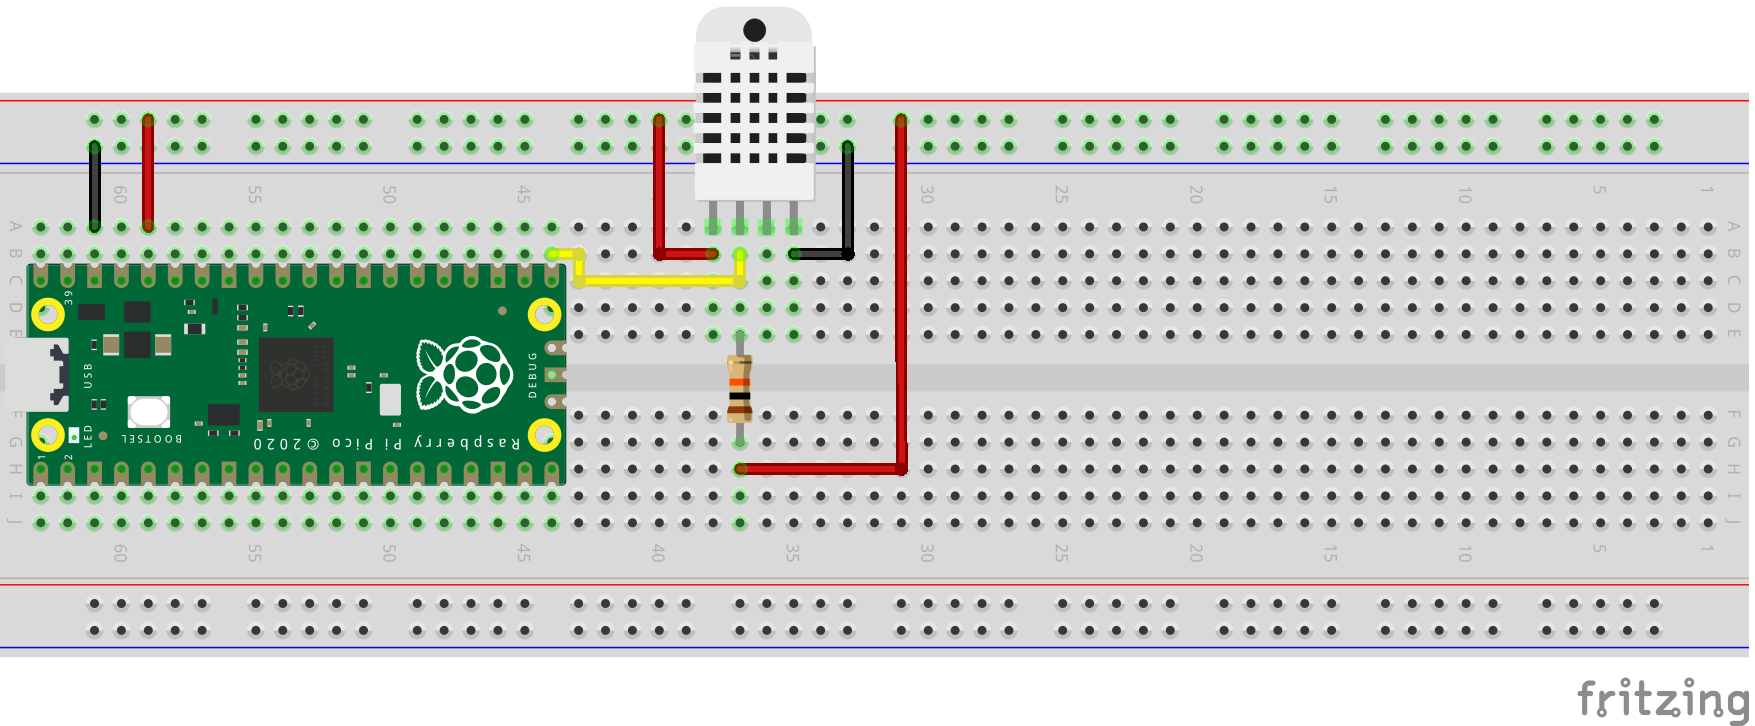 60 55 50 45 30 25 20 15 10 5 1
A A
B B
C C
D D
E E
39
USB
DEBUG
BOOTSEL
LED
Raspberry Pi Pico © 2020
1 2
F F
G G
H H
I I
J J
60 55 50 45 40 35 30 25 20 15 10 5 1
fritzing